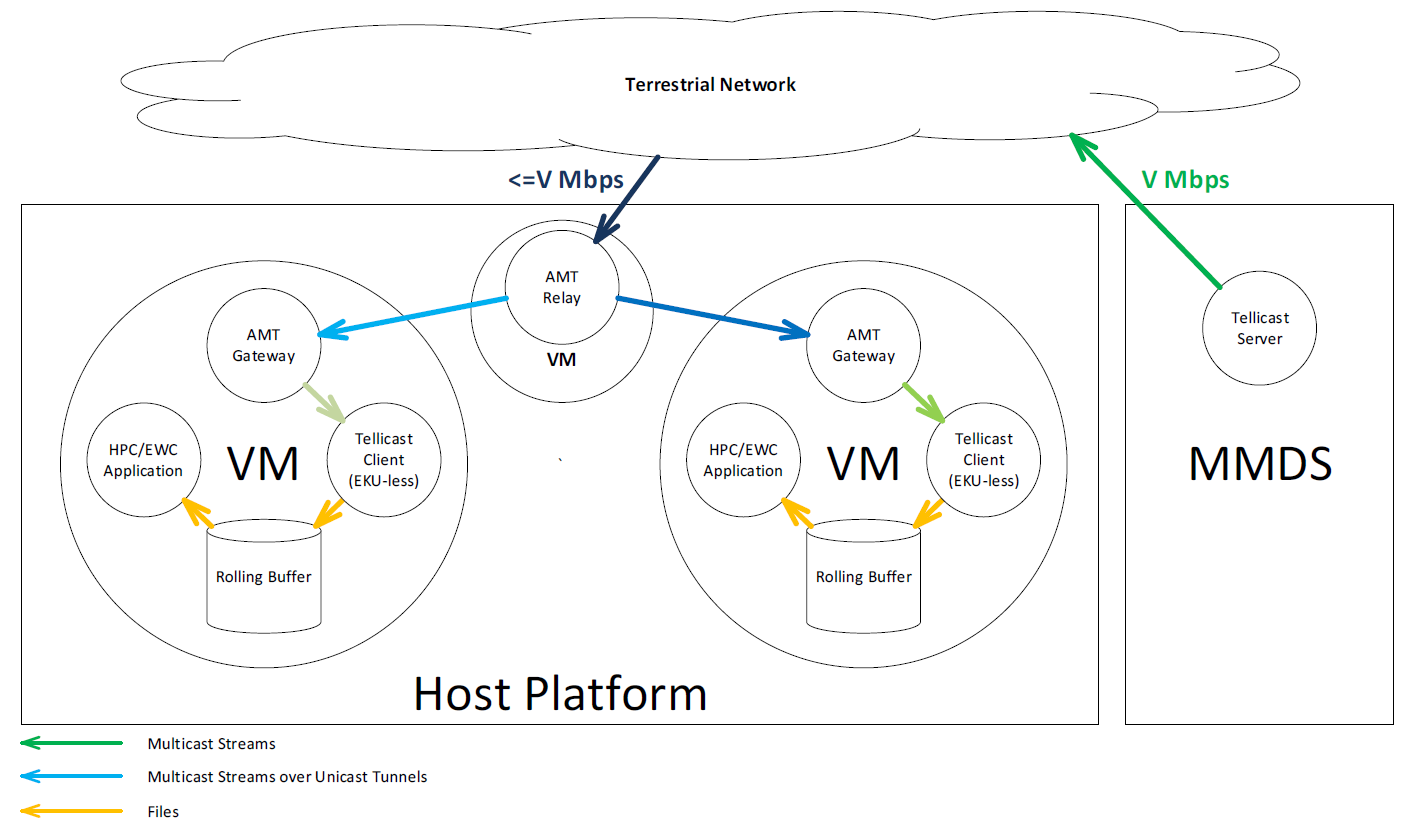 Terrestrial Network
<=V Mbps
V Mbps
AMT
Relay
VM
AMT
Gateway
HPC/EWC
Application
VM
Tellicast
Client
(EKU-less)
Rolling Buffer
`
AMT
Gateway
HPC/EWC
Application
VM
Tellicast
Client
(EKU-less)
Rolling Buffer
Host Platform
Tellicast
Server
MMDS
Multicast Streams
Multicast Streams over Unicast Tunnels
Files